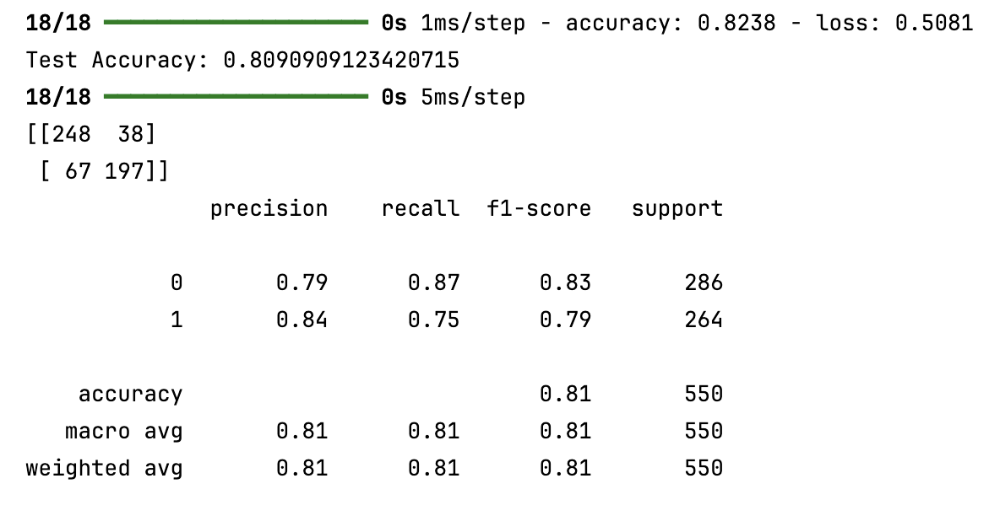 18/18 ━━━━━━━━━━━━━━━━━━━━ 0s 1ms/step - accuracy: 0.8238 - loss: 0.5081
Test Accuracy: 0.8090909123420715
18/18 ━━━━━━━━━━━━━━━━━━━━ 0s 5ms/step
[[248  38]
 [ 67 197]]
              precision    recall  f1-score   support
           0       0.79      0.87      0.83       286
           1       0.84      0.75      0.79       264
    accuracy                           0.81       550
   macro avg       0.81      0.81      0.81       550
weighted avg       0.81      0.81      0.81       550